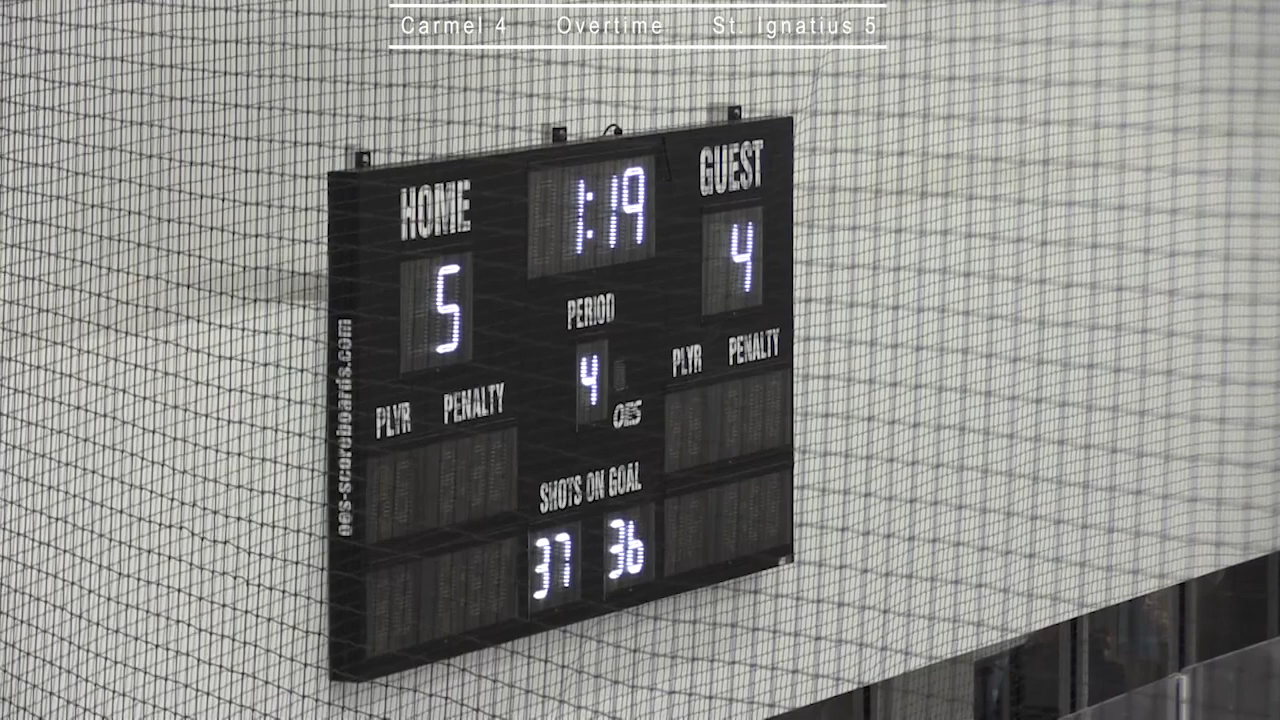 Carmel 4 Overtime St. Ignatius 5
HOME 1:19 GUEST
5 4
PERIOD
4
PLYR PENALTY
PLYR PENALTY
OES
SHOTS ON GOAL
37 36
oes-scoreboards.com